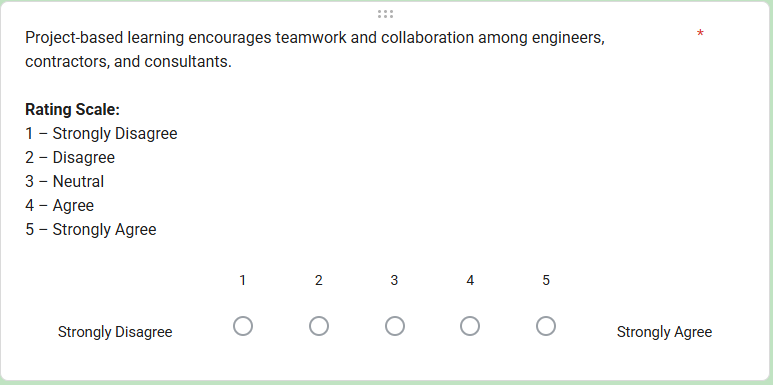 Project-based learning encourages teamwork and collaboration among engineers, *
contractors, and consultants.
Rating Scale:
1 – Strongly Disagree
2 – Disagree
3 – Neutral
4 – Agree
5 – Strongly Agree
1 2 3 4 5
Strongly Disagree Strongly Agree